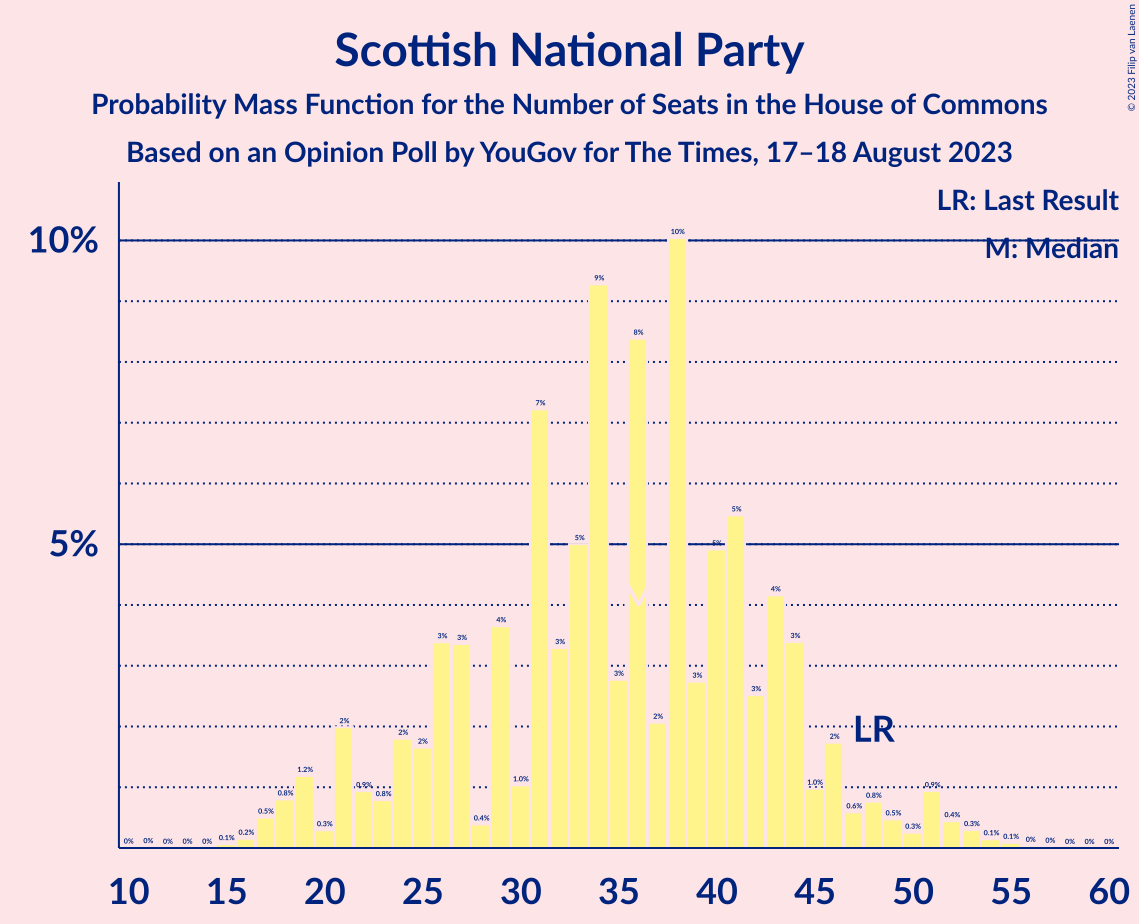 Scottish National Party
Probability Mass Function for the Number of Seats in the House of Commons
Based on an Opinion Poll by YouGov for The Times, 17–18 August 2023
© 2023 Filip van Laenen
LR: Last Result
M: Median
10%
5%
0% 0% 0% 0% 0% 0.1% 0.2% 0.5% 0.8% 1.2% 0.3% 2% 0.9% 0.8% 2% 2% 3% 3% 0.4% 4% 1.0% 7% 3% 5% 9% 3% 8% 2% 10% 3% 5% 5% 3% 4% 3% 1.0% 2% 0.6% 0.8% 0.5% 0.3% 0.9% 0.4% 0.3% 0.1% 0.1% 0% 0% 0% 0% 0%
LR
10 15 20 25 30 35 40 45 50 55 60